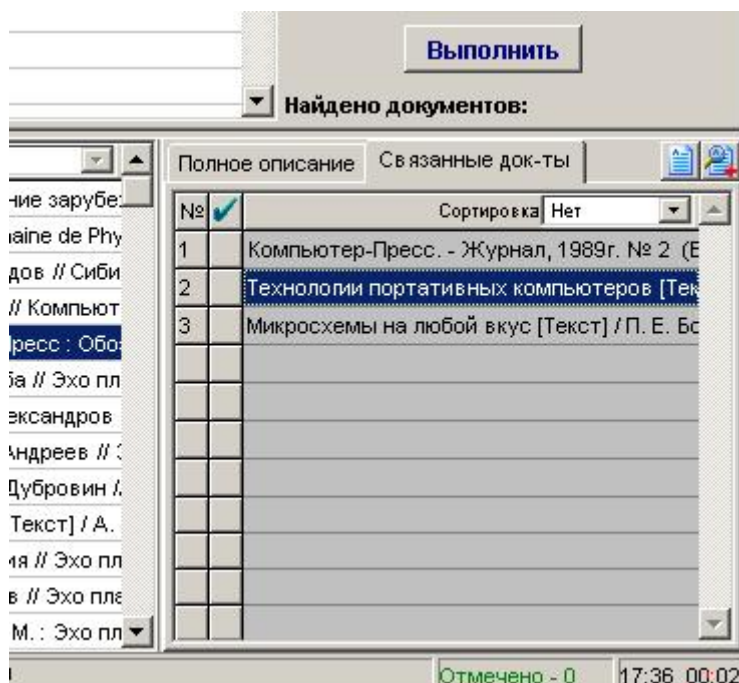 Выполнить
Найдено документов:
Полное описание
Связанные док-ты
№ Сортировка Нет
1 Компьютер-Пресс. - Журнал, 1989г. № 2 (
2 Технологии портативных компьютеров
3 Микросхемы на любой вкус [Текст] / П. Е.
ние
aine de Phy
дов // Сиби
// Компьют
ресс : Обо
ба // Эхо пл
ександров
Андреев //
Дубровин /
Текст] / А.
ия // Эхо пл
в // Эхо пла
М. : Эхо пл
Отмечено - 0
17:36 00:02